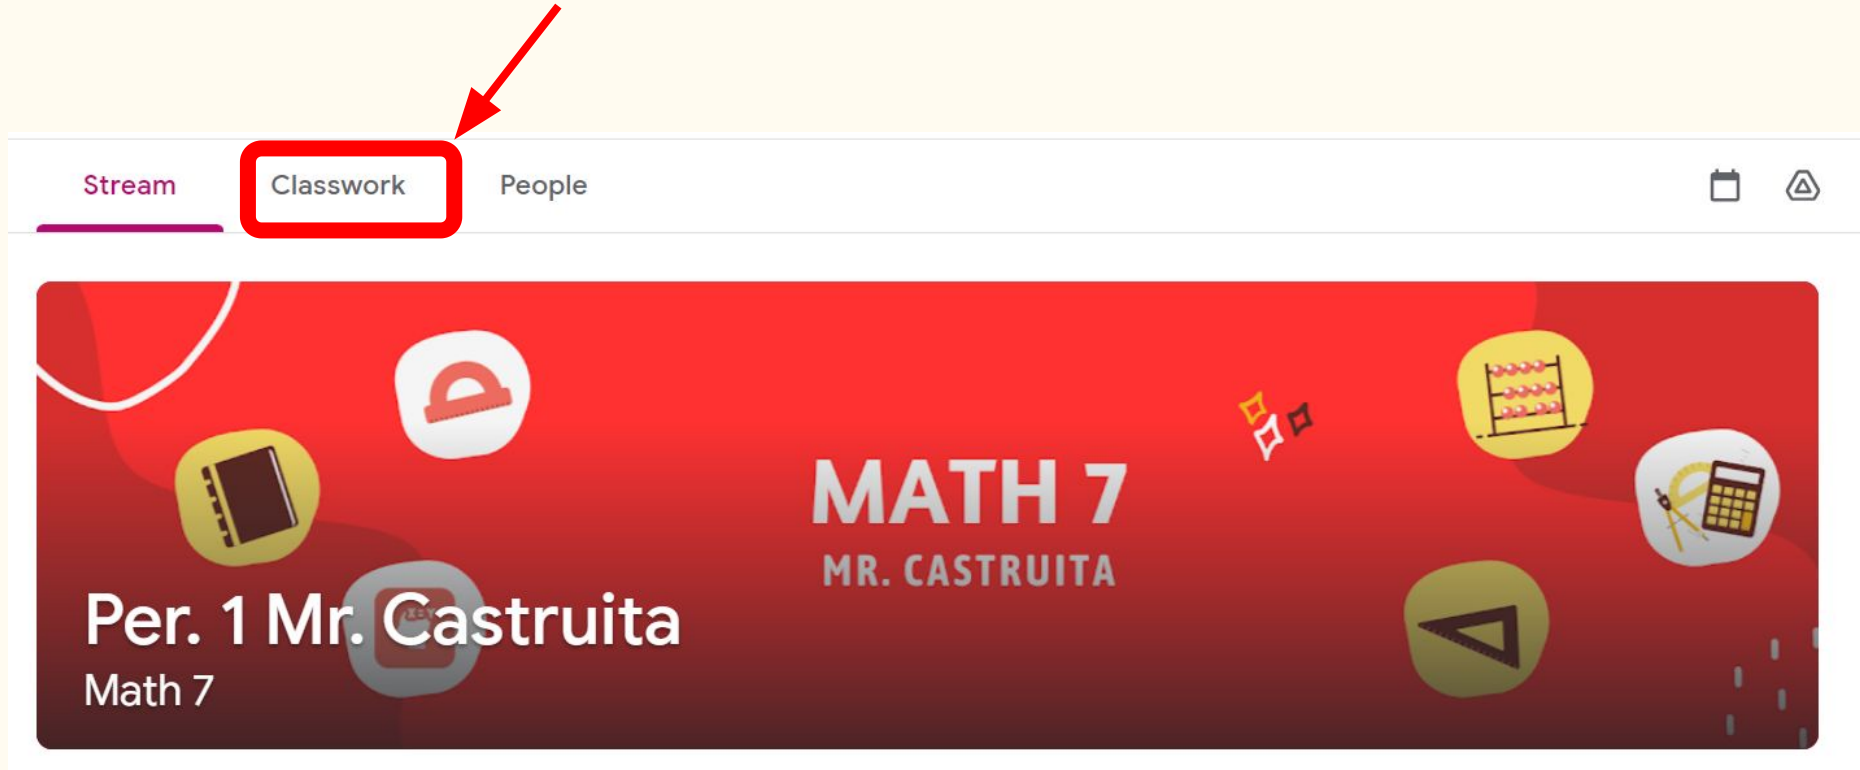 Stream Classwork People
MATH 7
MR. CASTRUITA
Per. 1 Mr. Castruita
Math 7